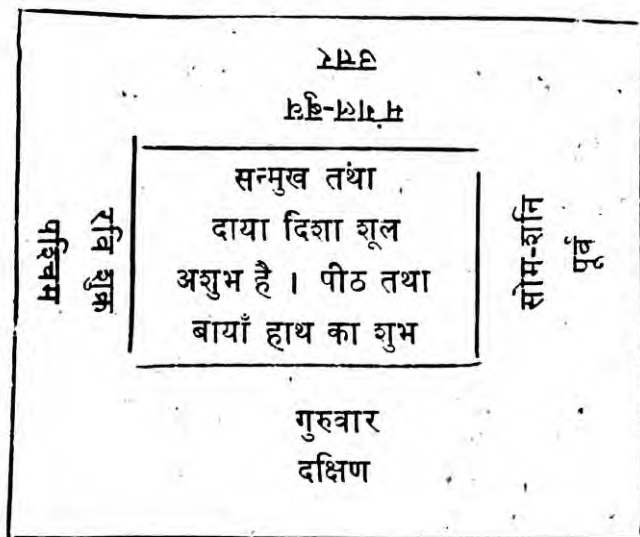 उत्तर
मंगल-बुध
पश्चिम
रवि शुक्र
सन्मुख तथा
दाया दिशा शूल
अशुभ है । पीठ तथा
बायाँ हाथ का शुभ
सोम-शनि
पूर्व
गुरुवार
दक्षिण